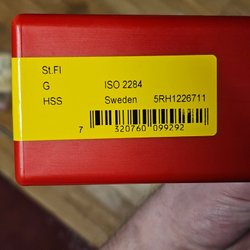 St.Fl
G ISO 2284
HSS Sweden 5RH1226711
7 320760 099292